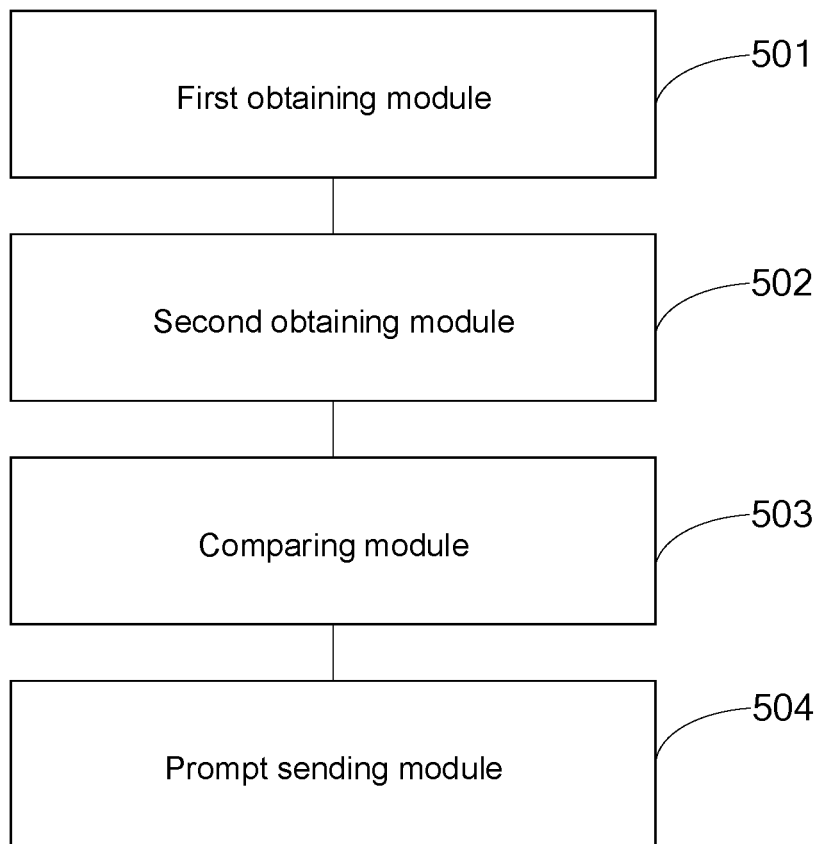 First obtaining module
501
Second obtaining module
502
Comparing module
503
Prompt sending module
504